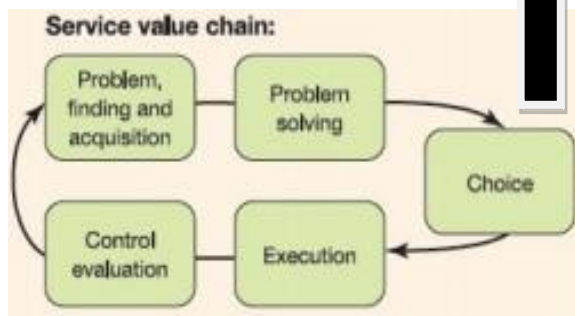 Service value chain:
Problem,
finding and
acquisition
Problem
solving
Choice
Control
evaluation
Execution